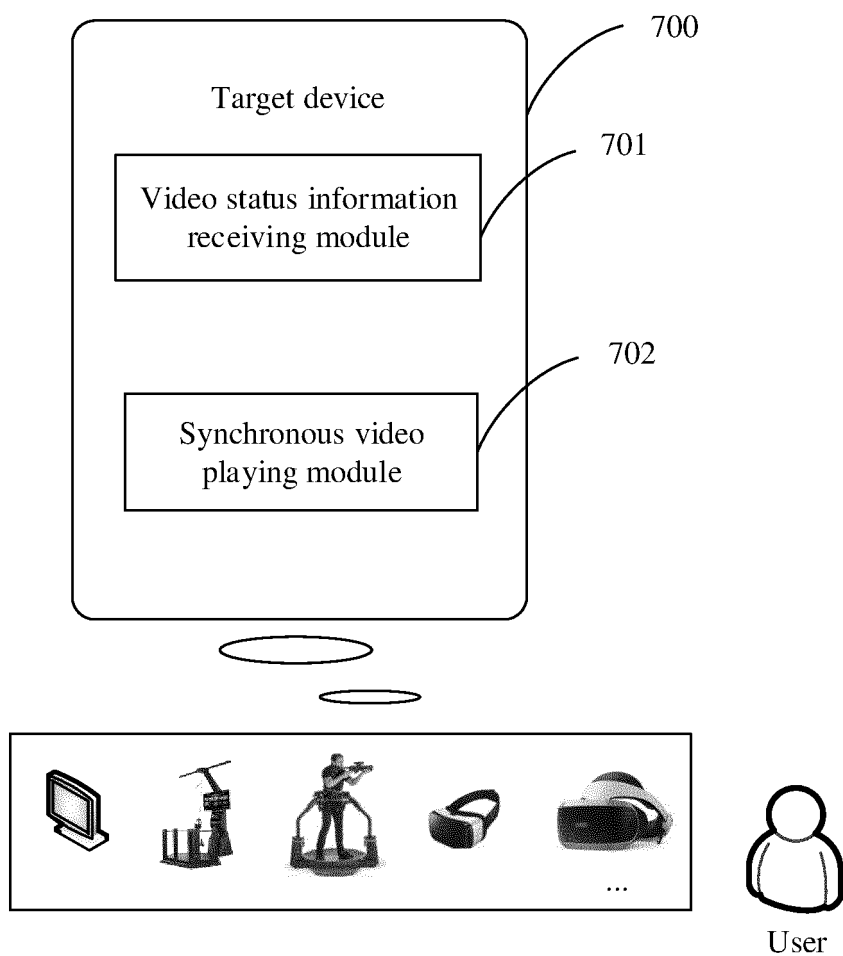 700
Target device
701
Video status information
receiving module
702
Synchronous video
playing module
...
User